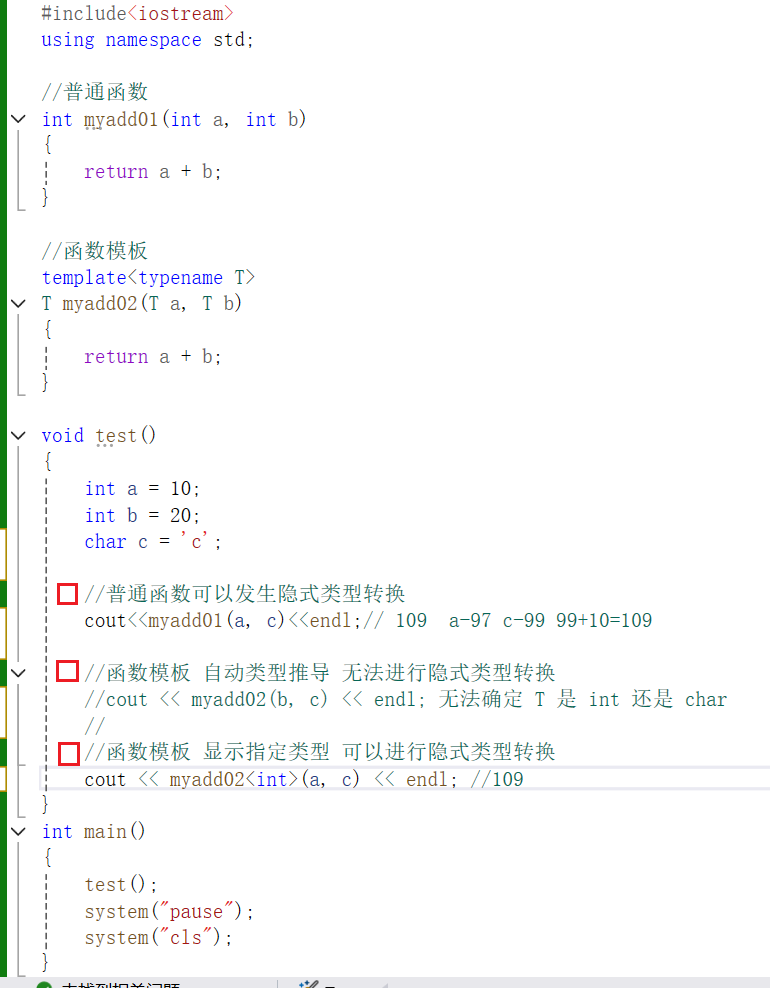 #include<iostream>
using namespace std;
//普通函数
int myadd01(int a, int b)
{
return a + b;
}
//函数模板
template<typename T>
T myadd02(T a, T b)
{
return a + b;
}
void test()
{
int a = 10;
int b = 20;
char c = 'c';
//普通函数可以发生隐式类型转换
cout<<myadd01(a, c)<<endl;// 109  a-97 c-99 99+10=109
//函数模板 自动类型推导 无法进行隐式类型转换
//cout << myadd02(b, c) << endl; 无法确定 T 是 int 还是 char
//
//函数模板 显示指定类型 可以进行隐式类型转换
cout << myadd02<int>(a, c) << endl; //109
}
int main()
{
test();
system("pause");
system("cls");
}